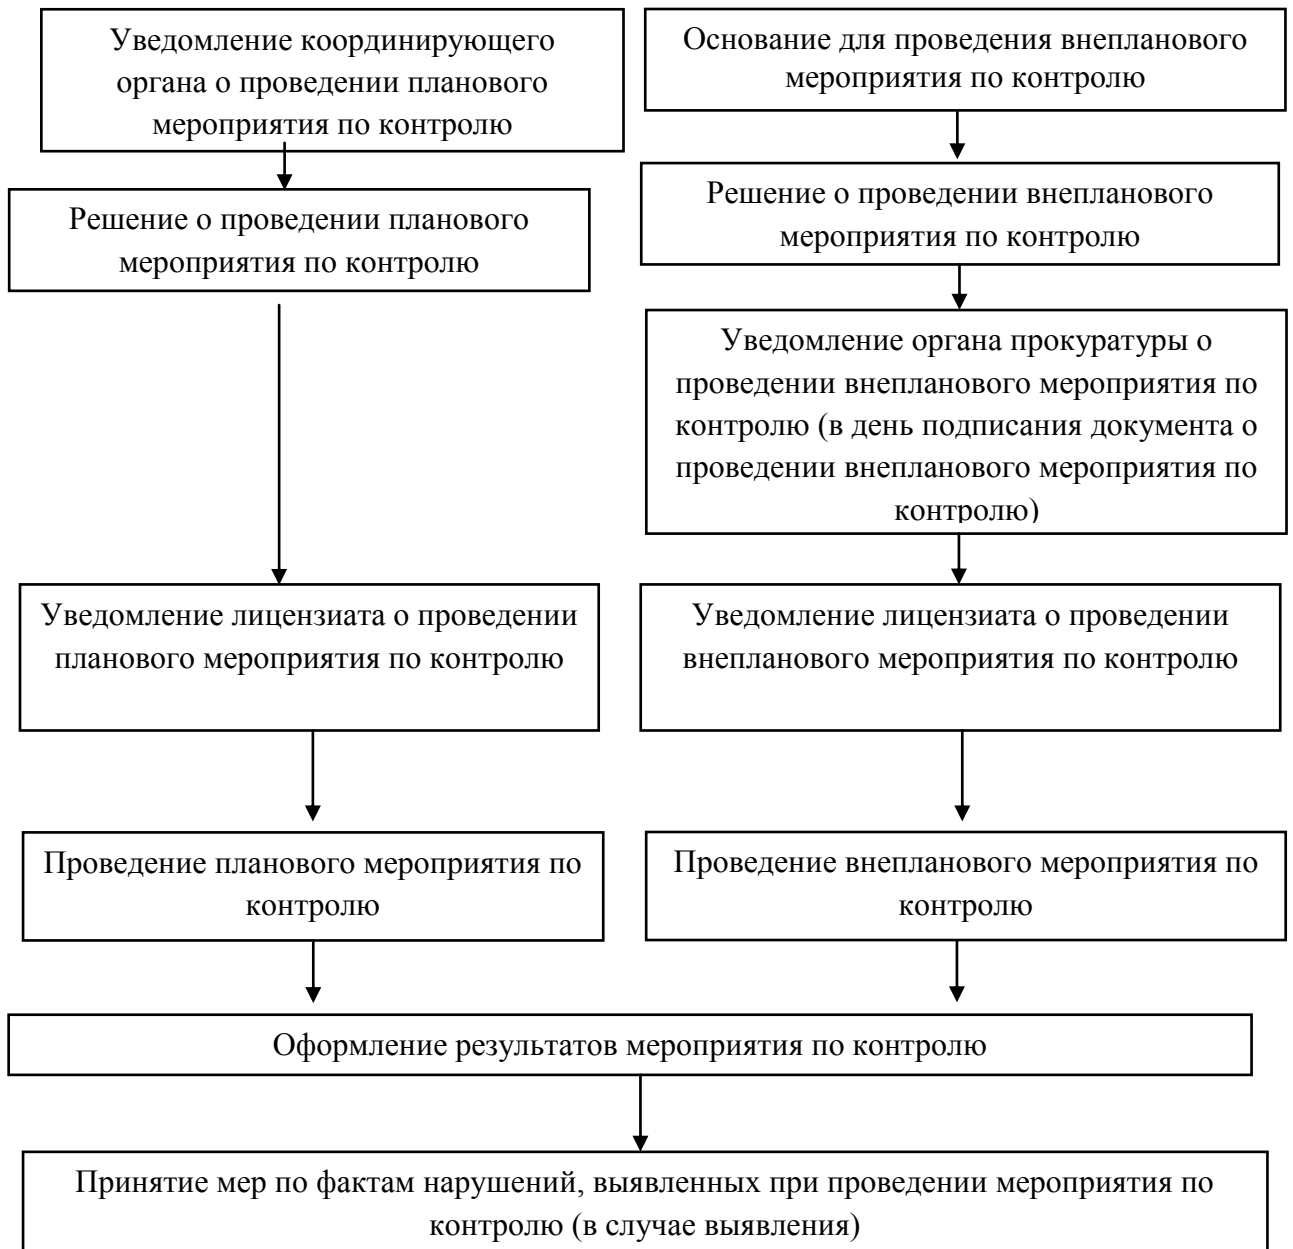 Уведомление координирующего
органа о проведении планового
мероприятия по контролю
Основание для проведения внепланового
мероприятия по контролю
Решение о проведении планового
мероприятия по контролю
Решение о проведении внепланового
мероприятия по контролю
Уведомление органа прокуратуры о
проведении внепланового мероприятия по
контролю (в день подписания документа о
проведении внепланового мероприятия по
контролю)
Уведомление лицензиата о проведении
планового мероприятия по контролю
Уведомление лицензиата о проведении
внепланового мероприятия по контролю
Проведение планового мероприятия по
контролю
Проведение внепланового мероприятия по
контролю
Оформление результатов мероприятия по контролю
Принятие мер по фактам нарушений, выявленных при проведении мероприятия по
контролю (в случае выявления)